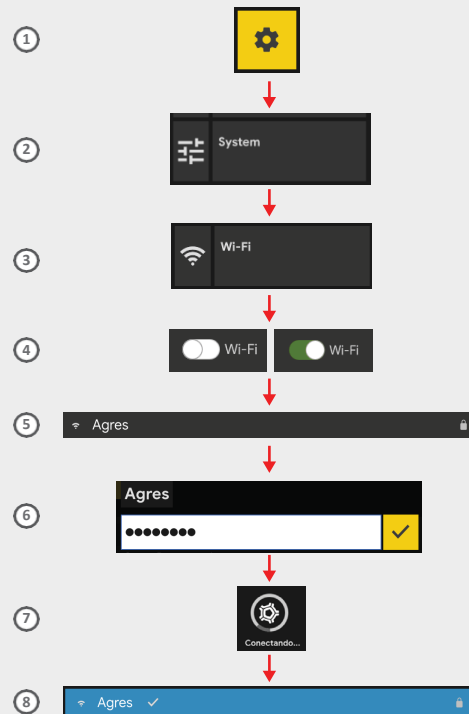 1
2
System
3
Wi-Fi
4
Wi-Fi Wi-Fi
5
Agres
6
Agres
7
Conectando...
8
Agres